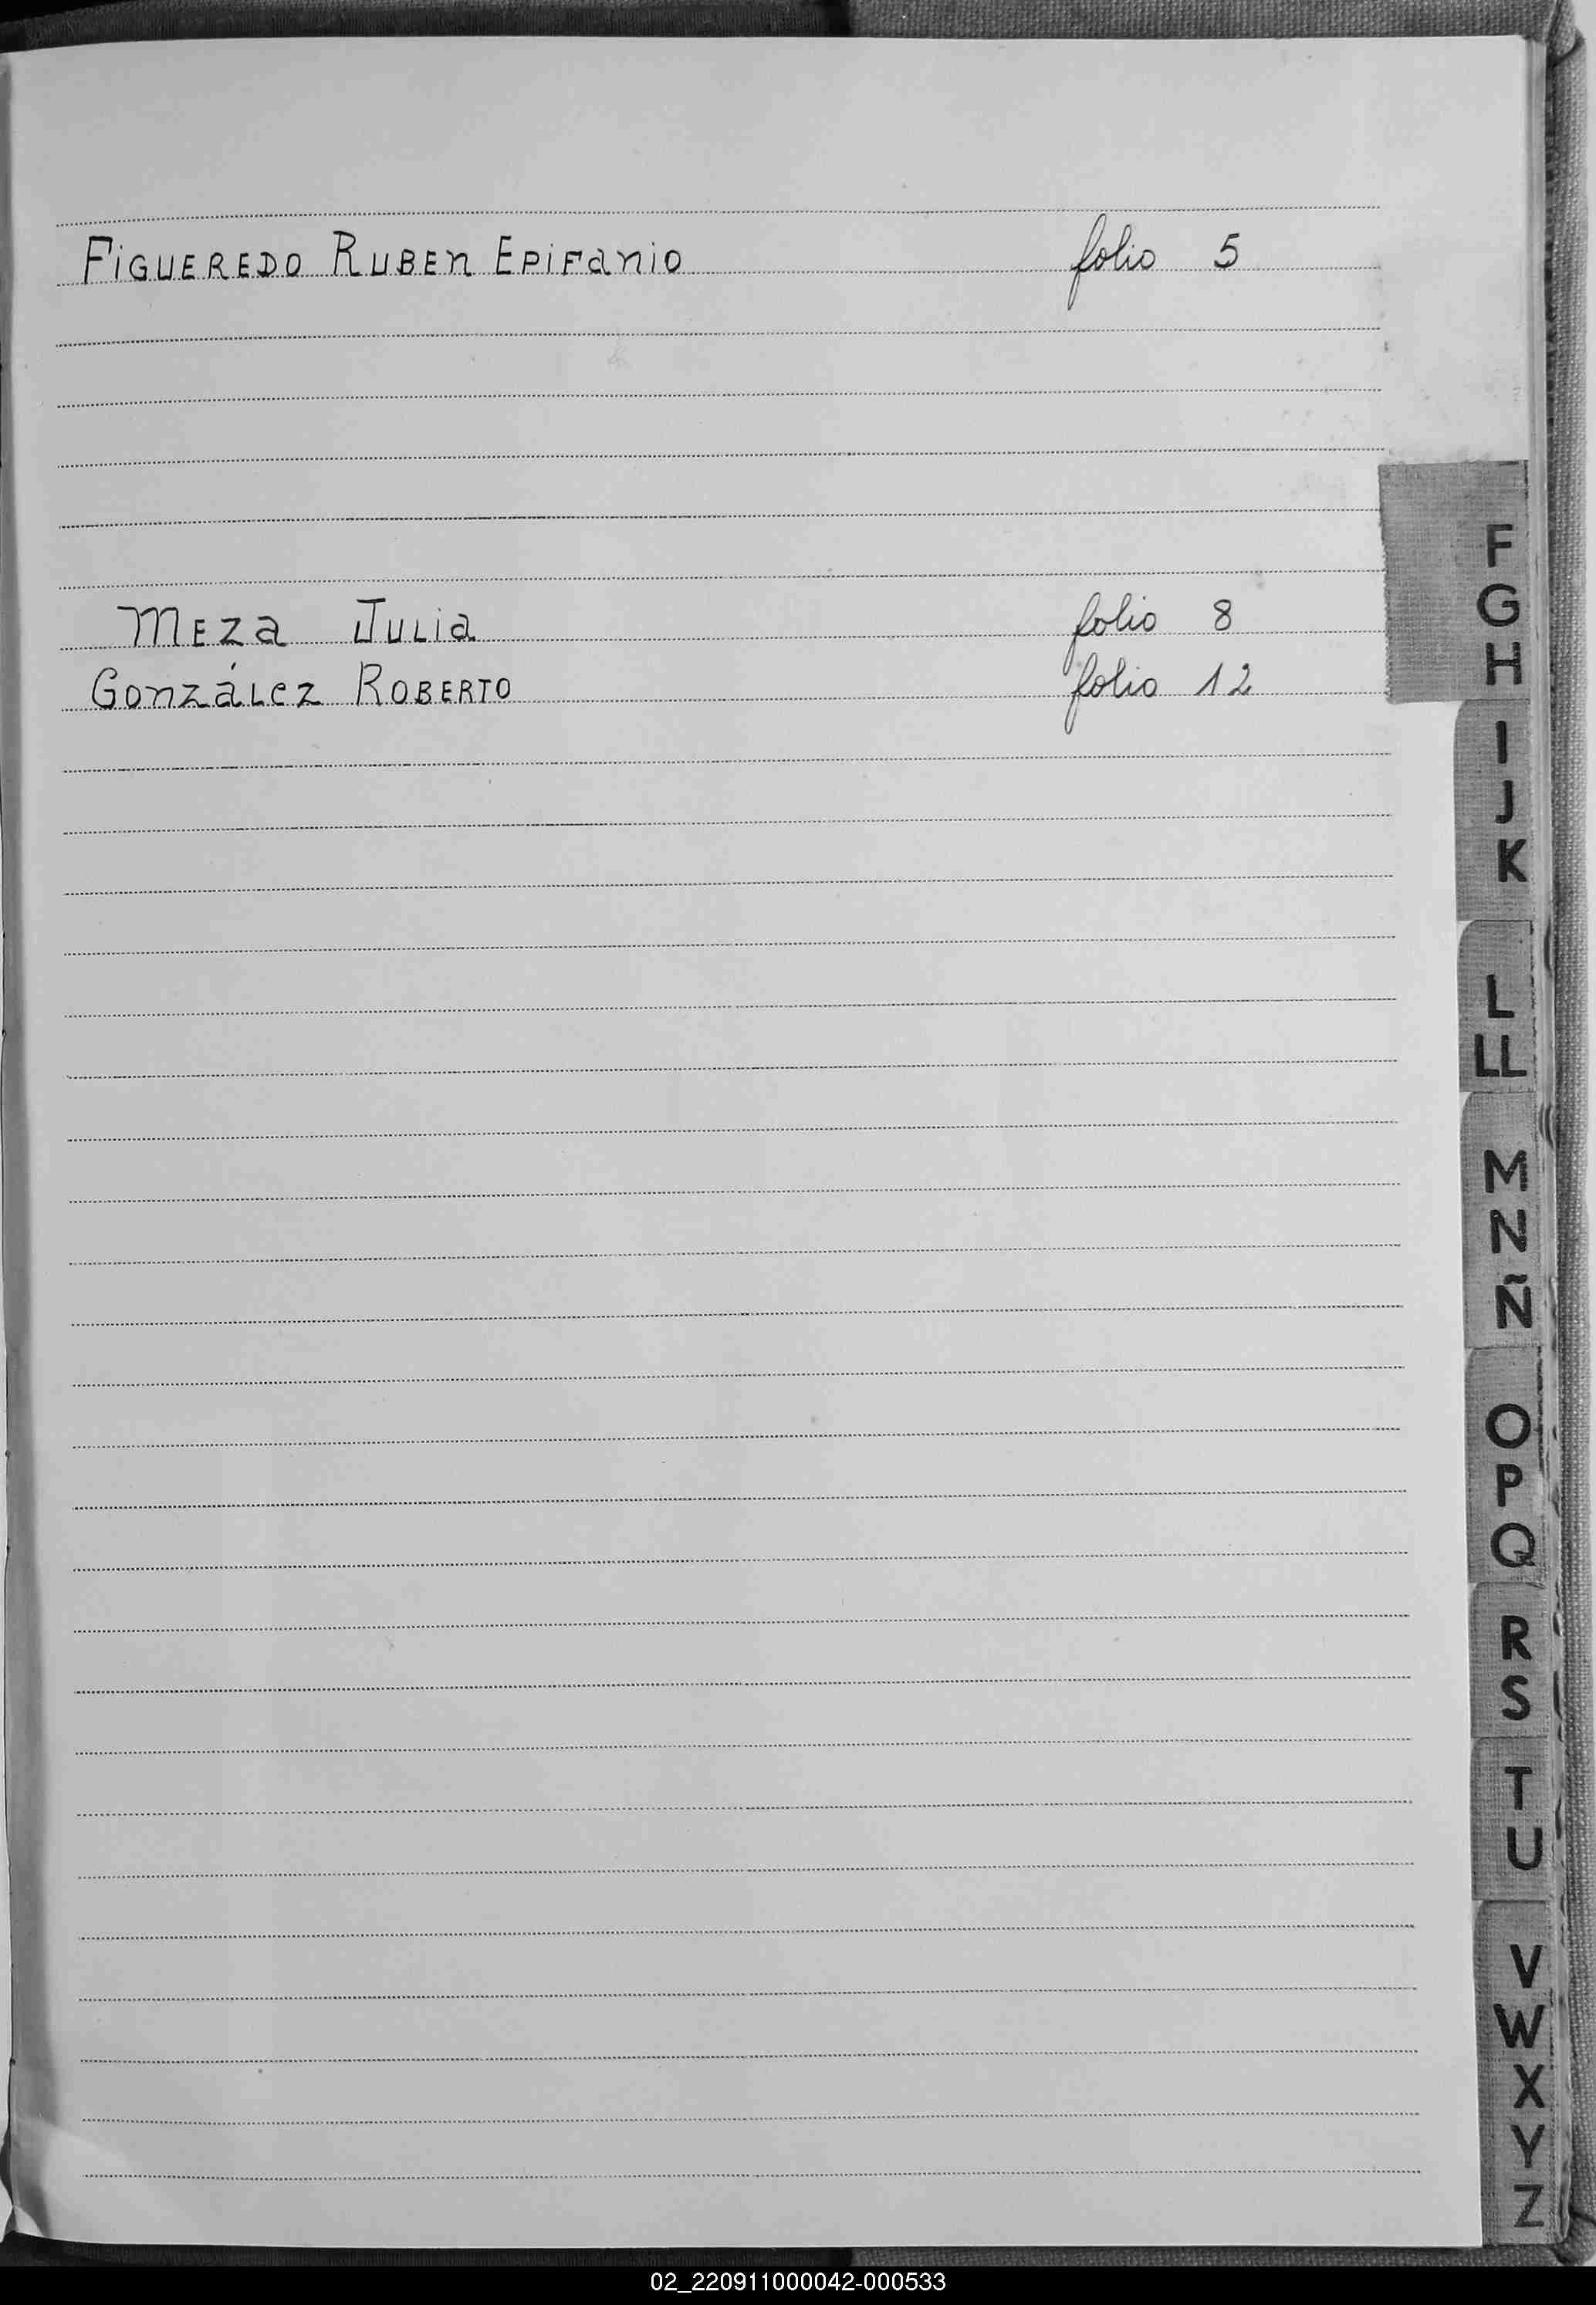 Figueredo Ruben Epifanio folio 5
Meza Julia folio 8
González Roberto folio 12
F
G
H
I
J
K
L
LL
M
N
Ñ
O
P
Q
R
S
T
U
V
W
X
Y
Z
02_220911000042-000533